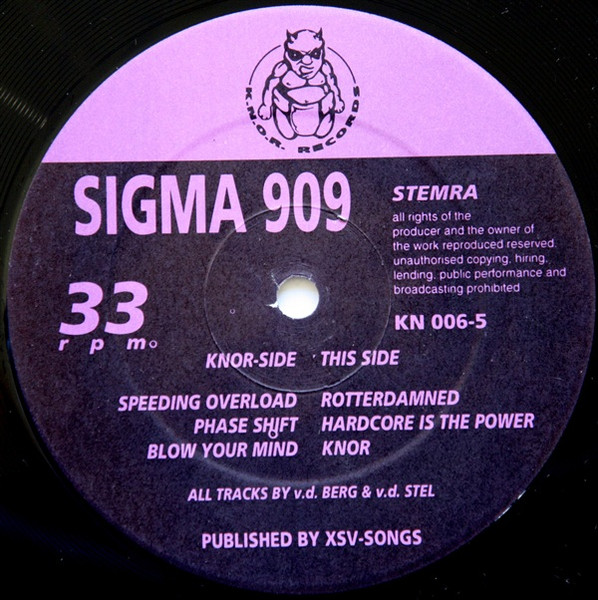 K.N.O.R. RECORDS
SIGMA 909
STEMRA
all rights of the
producer and the owner of
the work reproduced reserved.
unauthorised copying, hiring,
lending, public performance and
broadcasting prohibited
33
r p m.
KN 006-5
KNOR-SIDE THIS SIDE
SPEEDING OVERLOAD ROTTERDAMNED
PHASE SHIFT HARDCORE IS THE POWER
BLOW YOUR MIND KNOR
ALL TRACKS BY v.d. BERG & v.d. STEL
PUBLISHED BY XSV-SONGS